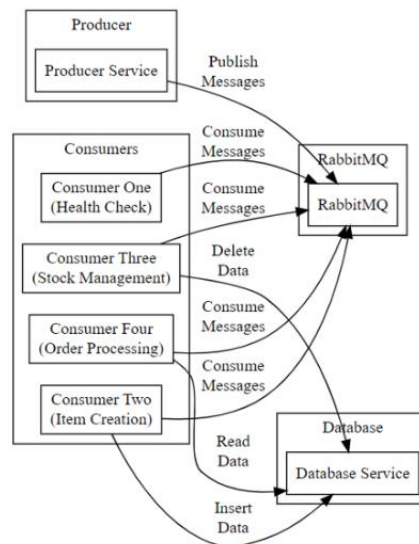 Producer
Producer Service
Publish
Messages
Consumers
Consume
Messages
RabbitMQ
RabbitMQ
Consumer One
(Health Check)
Consume
Messages
Consumer Three
(Stock Management)
Delete
Data
Consumer Four
(Order Processing)
Consume
Messages
Consumer Two
(Item Creation)
Consume
Messages
Database
Database Service
Read
Data
Insert
Data